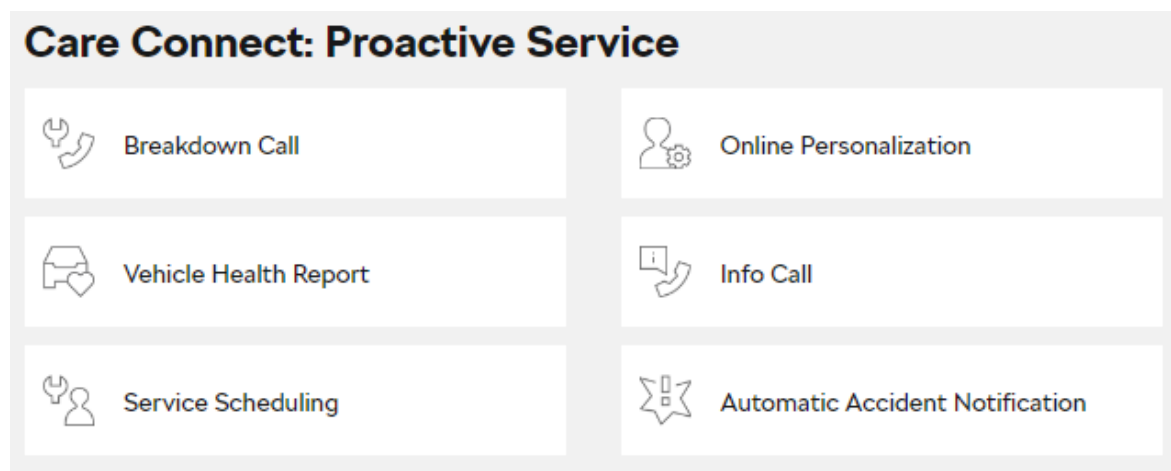 Care Connect: Proactive Service
Breakdown Call
Online Personalization
Vehicle Health Report
Info Call
Service Scheduling
Automatic Accident Notification